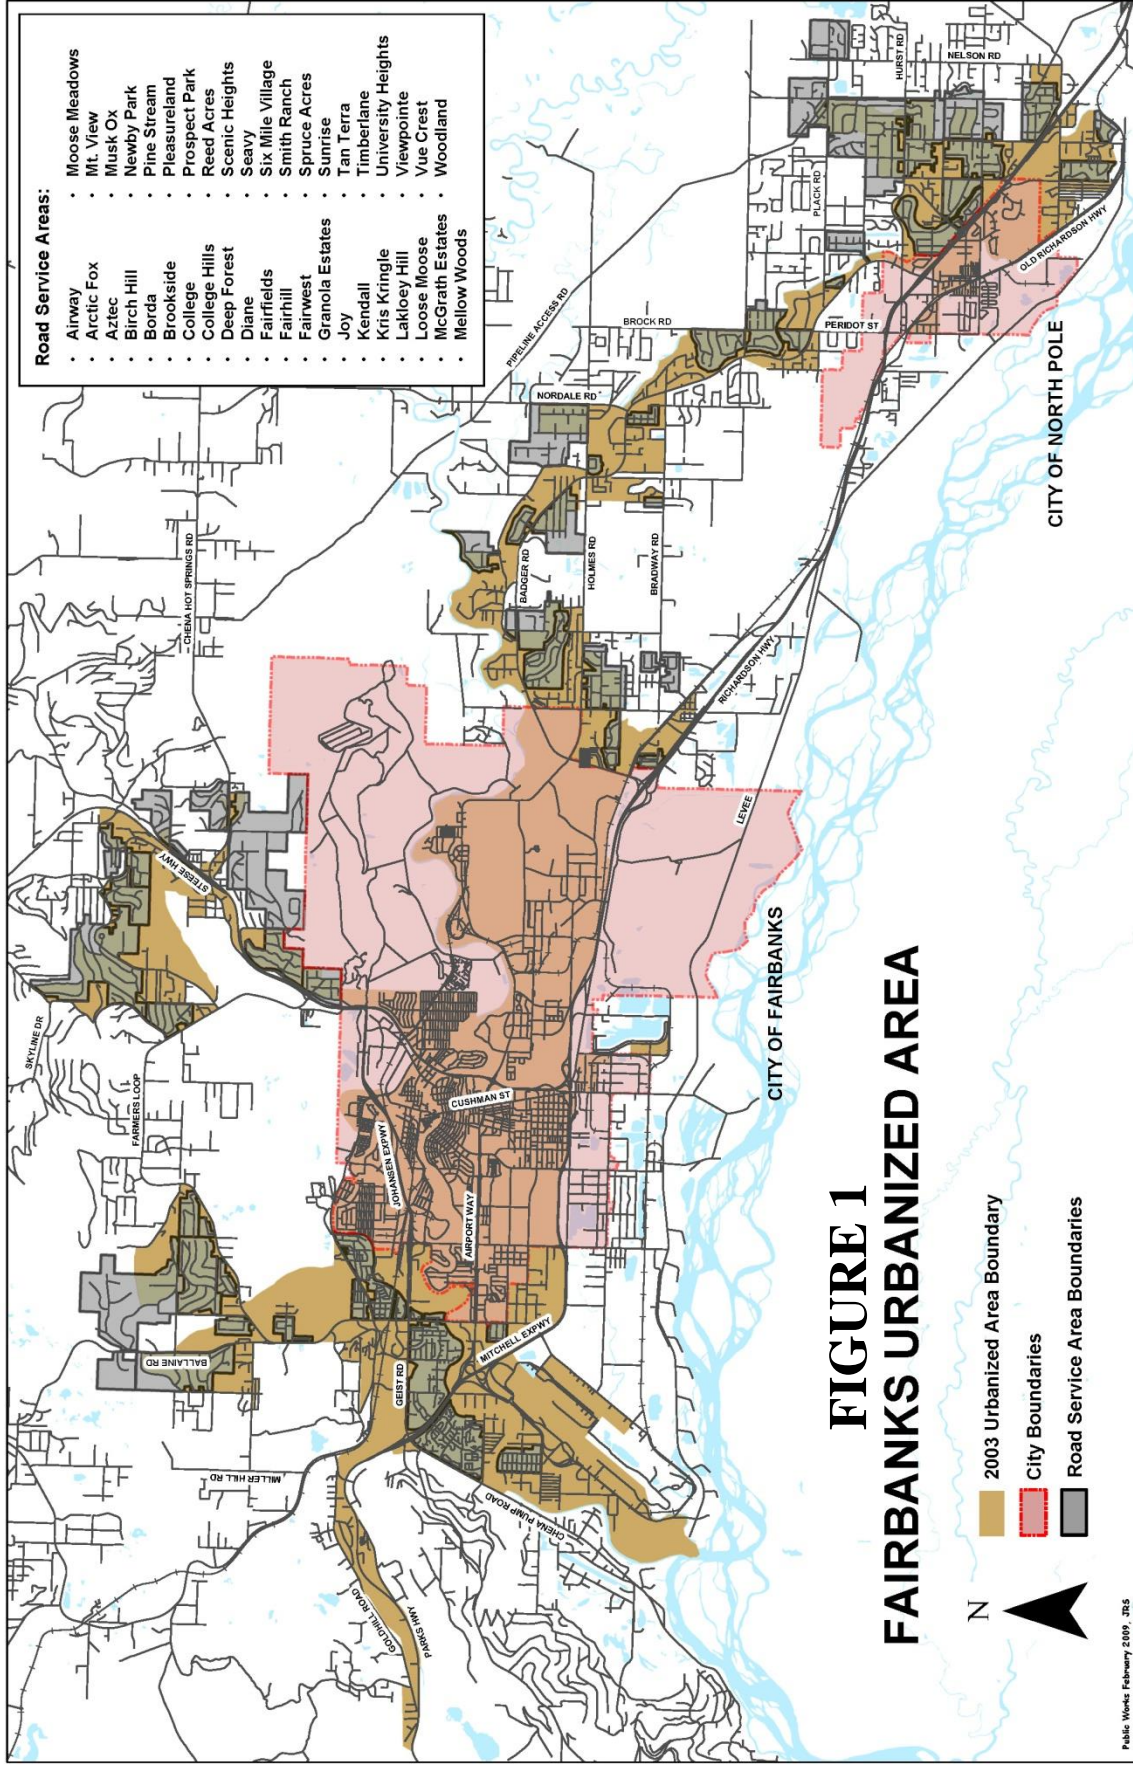 Road Service Areas:
• Airway
• Arctic Fox
• Aztec
• Birch Hill
• Borda
• Brookside
• College
• College Hills
• Deep Forest
• Diane
• Fairfields
• Fairhill
• Fairwest
• Granola Estates
• Joy
• Kendall
• Kris Kringle
• Lakloey Hill
• Loose Moose
• McGrath Estates
• Mellow Woods
• Moose Meadows
• Mt. View
• Musk Ox
• Newby Park
• Pine Stream
• Pleasureland
• Prospect Park
• Reed Acres
• Scenic Heights
• Seavy
• Six Mile Village
• Smith Ranch
• Spruce Acres
• Sunrise
• Tan Terra
• Timberlane
• University Heights
• Viewpointe
• Vue Crest
• Woodland
SKYLINE DR
FARMERS LOOP
STEESE HWY
CHENA HOT SPRINGS RD
BALLAINE RD
MILLER HILL RD
GOLDHILL ROAD
PARKS HWY
GEIST RD
CHENA PUMP ROAD
MITCHELL EXPWY
JOHANSEN EXPWY
AIRPORT WAY
CUSHMAN ST
LEVEE
RICHARDSON HWY
BADGER RD
HOLMES RD
BRADWAY RD
NORDALE RD
PIPELINE ACCESS RD
BROCK RD
PERIDOT ST
PLACK RD
HURST RD
NELSON RD
OLD RICHARDSON HWY
CITY OF FAIRBANKS
CITY OF NORTH POLE
FIGURE 1
FAIRBANKS URBANIZED AREA
N
2003 Urbanized Area Boundary
City Boundaries
Road Service Area Boundaries
Public Works February 2009, JRS